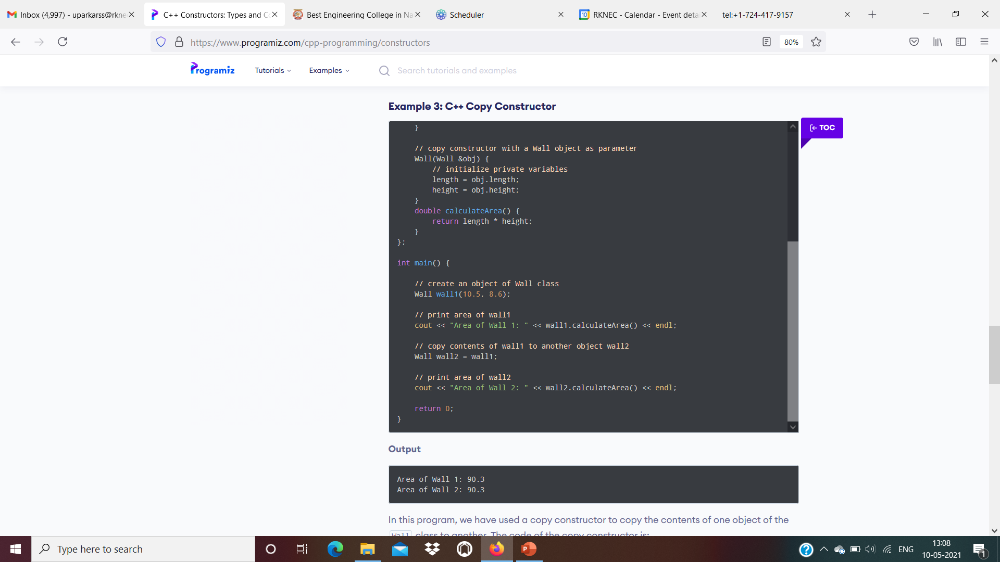 Inbox (4,997) - uparkarss@rkne
C++ Constructors: Types and Co
Best Engineering College in Na
Scheduler
RKNEC - Calendar - Event detai
tel:+1-724-417-9157
https://www.programiz.com/cpp-programming/constructors
80%
Programiz
Tutorials
Examples
Search tutorials and examples
Example 3: C++ Copy Constructor
TOC
}
// copy constructor with a Wall object as parameter
Wall(Wall &obj) {
// initialize private variables
length = obj.length;
height = obj.height;
}
double calculateArea() {
return length * height;
}
};
int main() {
// create an object of Wall class
Wall wall1(10.5, 8.6);
// print area of wall1
cout << "Area of Wall 1: " << wall1.calculateArea() << endl;
// copy contents of wall1 to another object wall2
Wall wall2 = wall1;
// print area of wall2
cout << "Area of Wall 2: " << wall2.calculateArea() << endl;
return 0;
}
Output
Area of Wall 1: 90.3
Area of Wall 2: 90.3
In this program, we have used a copy constructor to copy the contents of one object of the
Wall class to another. The code of the copy constructor is:
Type here to search
ENG
13:08
10-05-2021
1